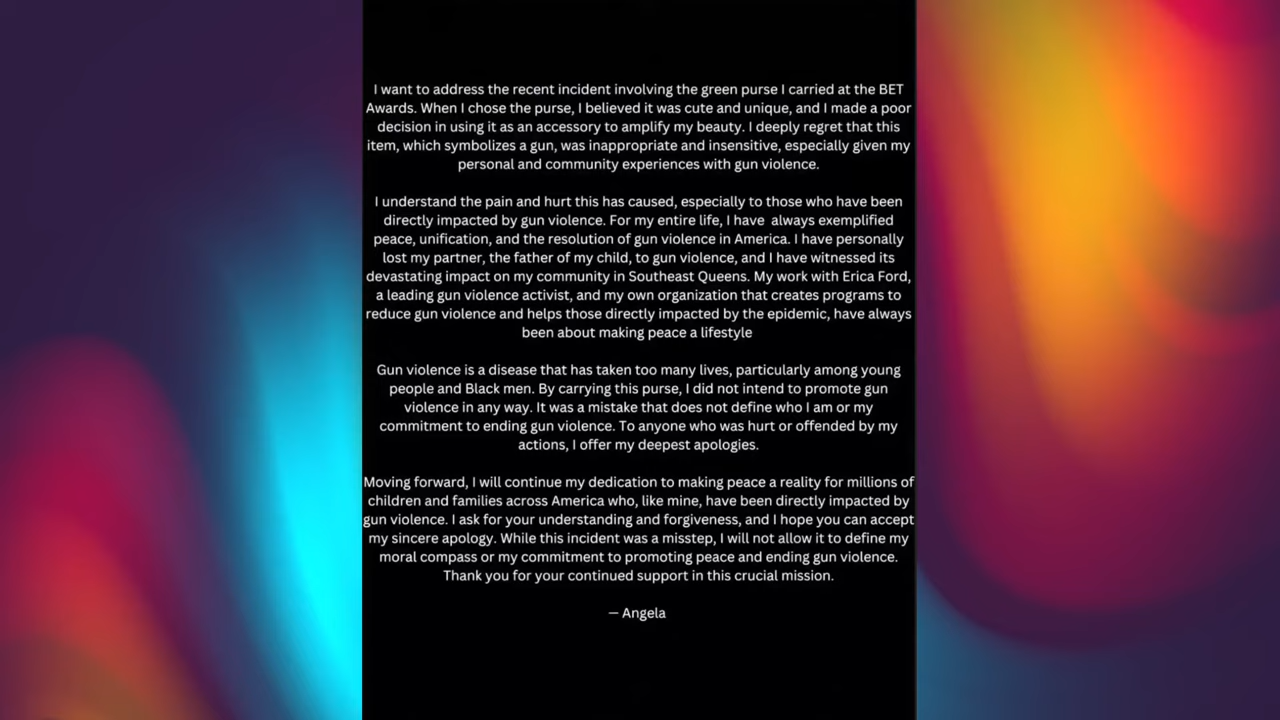 I want to address the recent incident involving the green purse I carried at the BET
Awards. When I chose the purse, I believed it was cute and unique, and I made a poor
decision in using it as an accessory to amplify my beauty. I deeply regret that this
item, which symbolizes a gun, was inappropriate and insensitive, especially given my
personal and community experiences with gun violence.
I understand the pain and hurt this has caused, especially to those who have been
directly impacted by gun violence. For my entire life, I have  always exemplified
peace, unification, and the resolution of gun violence in America. I have personally
lost my partner, the father of my child, to gun violence, and I have witnessed its
devastating impact on my community in Southeast Queens. My work with Erica Ford,
a leading gun violence activist, and my own organization that creates programs to
reduce gun violence and helps those directly impacted by the epidemic, have always
been about making peace a lifestyle
Gun violence is a disease that has taken too many lives, particularly among young
people and Black men. By carrying this purse, I did not intend to promote gun
violence in any way. It was a mistake that does not define who I am or my
commitment to ending gun violence. To anyone who was hurt or offended by my
actions, I offer my deepest apologies.
Moving forward, I will continue my dedication to making peace a reality for millions of
children and families across America who, like mine, have been directly impacted by
gun violence. I ask for your understanding and forgiveness, and I hope you can accept
my sincere apology. While this incident was a misstep, I will not allow it to define my
moral compass or my commitment to promoting peace and ending gun violence.
Thank you for your continued support in this crucial mission.
— Angela